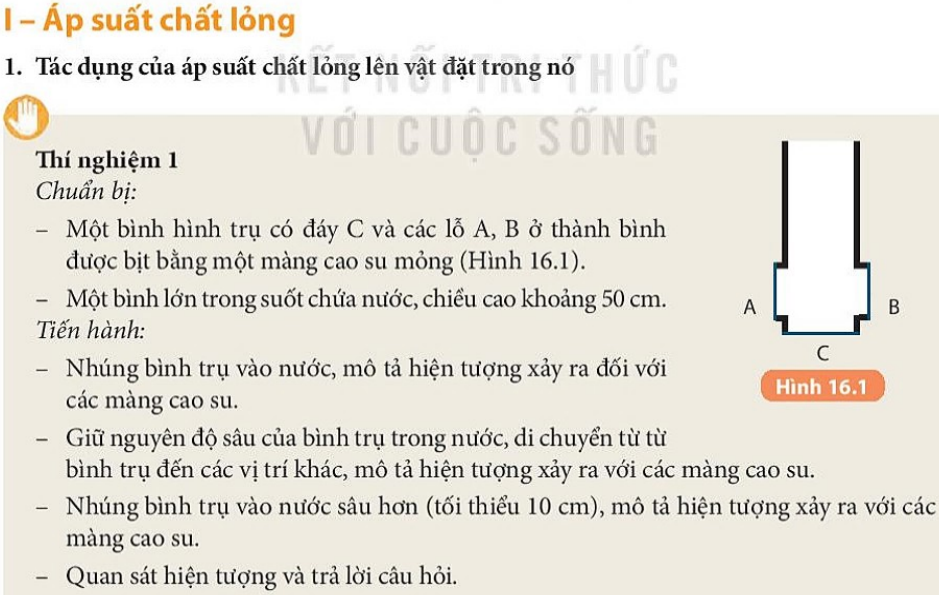 I – Áp suất chất lỏng
1. Tác dụng của áp suất chất lỏng lên vật đặt trong nó
KẾT NỐI TRI THỨC
VỚI CUỘC SỐNG
Thí nghiệm 1
Chuẩn bị:
– Một bình hình trụ có đáy C và các lỗ A, B ở thành bình
được bịt bằng một màng cao su mỏng (Hình 16.1).
– Một bình lớn trong suốt chứa nước, chiều cao khoảng 50 cm.
Tiến hành:
– Nhúng bình trụ vào nước, mô tả hiện tượng xảy ra đối với
các màng cao su.
– Giữ nguyên độ sâu của bình trụ trong nước, di chuyển từ từ
bình trụ đến các vị trí khác, mô tả hiện tượng xảy ra với các màng cao su.
– Nhúng bình trụ vào nước sâu hơn (tối thiểu 10 cm), mô tả hiện tượng xảy ra với các
màng cao su.
– Quan sát hiện tượng và trả lời câu hỏi.
A
B
C
Hình 16.1